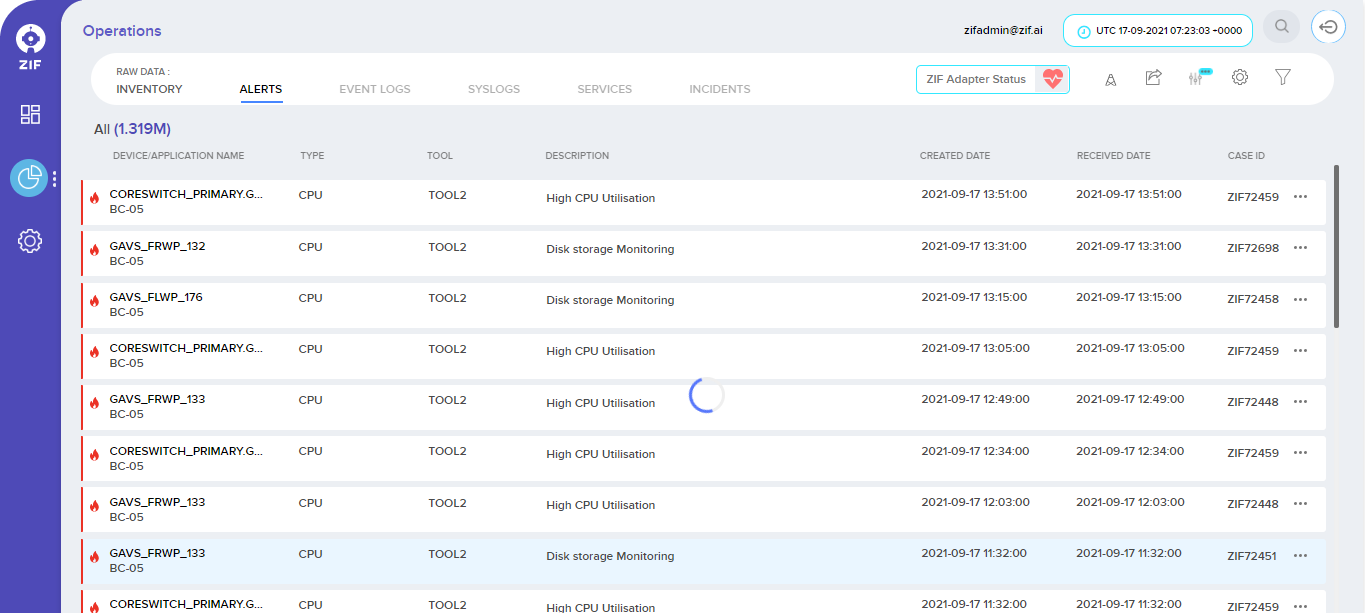 ZIF
Operations
zifadmin@zif.ai
UTC 17-09-2021 07:23:03 +0000
RAW DATA :
INVENTORY
ALERTS
EVENT LOGS
SYSLOGS
SERVICES
INCIDENTS
ZIF Adapter Status
All (1.319M)
DEVICE/APPLICATION NAME TYPE TOOL DESCRIPTION CREATED DATE RECEIVED DATE CASE ID
CORESWITCH_PRIMARY.G... CPU TOOL2 High CPU Utilisation 2021-09-17 13:51:00 2021-09-17 13:51:00 ZIF72459
BC-05
GAVS_FRWP_132 CPU TOOL2 Disk storage Monitoring 2021-09-17 13:31:00 2021-09-17 13:31:00 ZIF72698
BC-05
GAVS_FLWP_176 CPU TOOL2 Disk storage Monitoring 2021-09-17 13:15:00 2021-09-17 13:15:00 ZIF72458
BC-05
CORESWITCH_PRIMARY.G... CPU TOOL2 High CPU Utilisation 2021-09-17 13:05:00 2021-09-17 13:05:00 ZIF72459
BC-05
GAVS_FRWP_133 CPU TOOL2 High CPU Utilisation 2021-09-17 12:49:00 2021-09-17 12:49:00 ZIF72448
BC-05
CORESWITCH_PRIMARY.G... CPU TOOL2 High CPU Utilisation 2021-09-17 12:34:00 2021-09-17 12:34:00 ZIF72459
BC-05
GAVS_FRWP_133 CPU TOOL2 High CPU Utilisation 2021-09-17 12:03:00 2021-09-17 12:03:00 ZIF72448
BC-05
GAVS_FRWP_133 CPU TOOL2 Disk storage Monitoring 2021-09-17 11:32:00 2021-09-17 11:32:00 ZIF72451
BC-05
CORESWITCH_PRIMARY.G... CPU TOOL2 High CPU Utilisation 2021-09-17 11:32:00 2021-09-17 11:32:00 ZIF72459